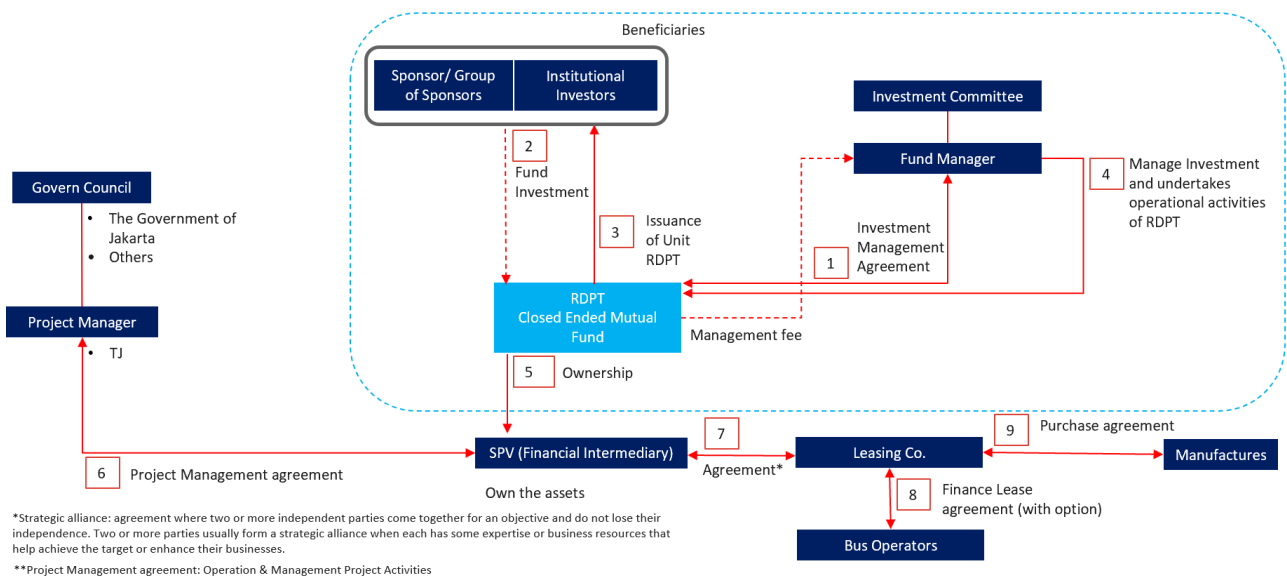 Beneficiaries
Sponsor/ Group
of Sponsors
Institutional
Investors
Investment Committee
2
Fund
Investment
Fund Manager
4
Manage Investment
and undertakes
operational activities
of RDPT
Govern Council
• The Government of
Jakarta
• Others
3
Issuance
of Unit
RDPT
1
Investment
Management
Agreement
RDPT
Closed Ended Mutual
Fund
Management fee
Project Manager
• TJ
5
Ownership
6
Project Management agreement
SPV (Financial Intermediary)
Own the assets
7
Agreement*
Leasing Co.
9
Purchase agreement
Manufactures
8
Finance Lease
agreement (with option)
Bus Operators
*Strategic alliance: agreement where two or more independent parties come together for an objective and do not lose their
independence. Two or more parties usually form a strategic alliance when each has some expertise or business resources that
help achieve the target or enhance their businesses.
**Project Management agreement: Operation & Management Project Activities